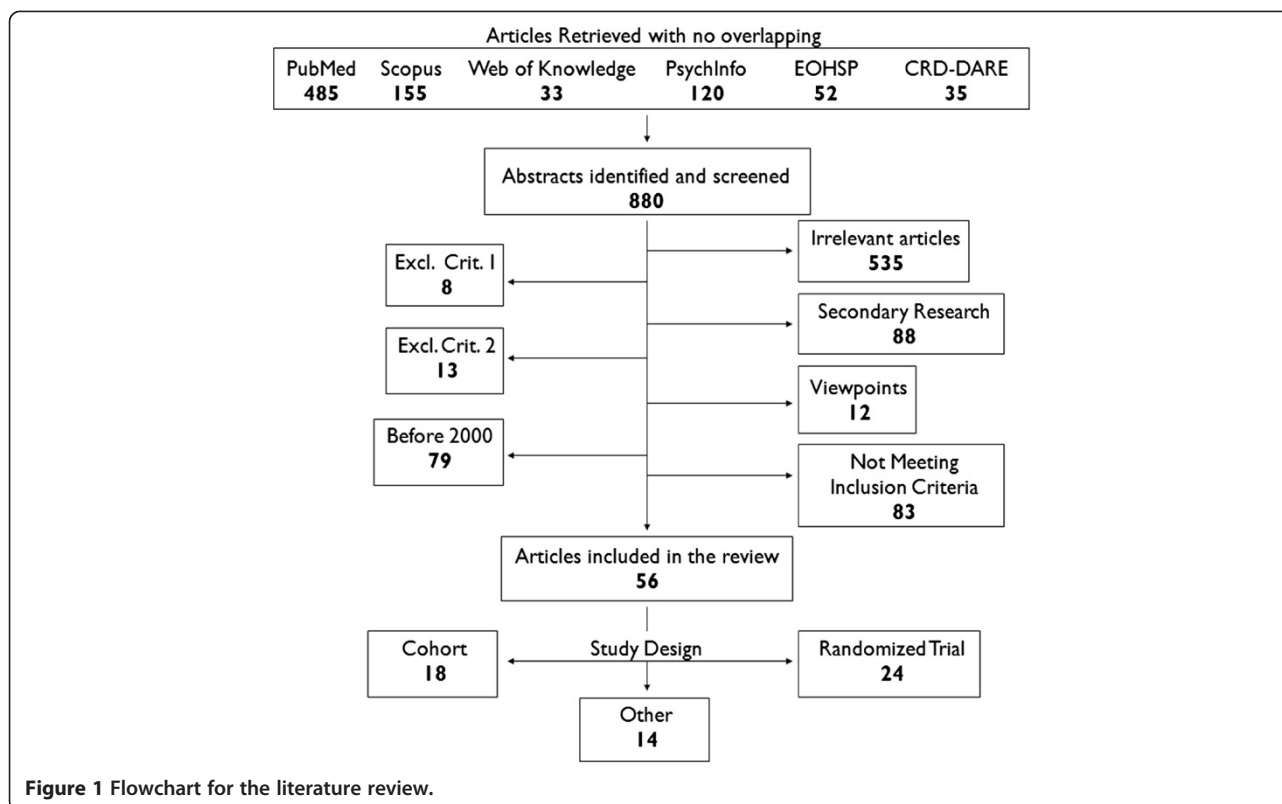 Articles Retrieved with no overlapping
PubMed Scopus Web of Knowledge PsychInfo EOHSP CRD-DARE
485 155 33 120 52 35
Abstracts identified and screened
880
Irrelevant articles
535
Excl. Crit. 1
8
Secondary Research
88
Excl. Crit. 2
13
Viewpoints
12
Before 2000
79
Not Meeting
Inclusion Criteria
83
Articles included in the review
56
Cohort
18
Study Design
Randomized Trial
24
Other
14
Figure 1 Flowchart for the literature review.